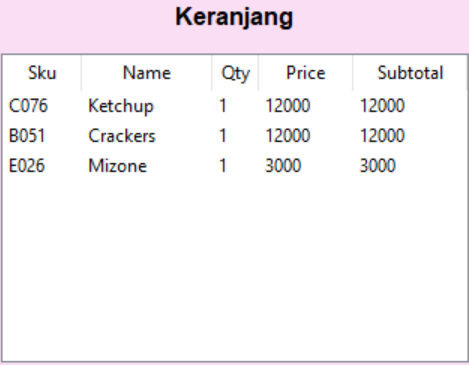 Keranjang
Sku Name Qty Price Subtotal
C076 Ketchup 1 12000 12000
B051 Crackers 1 12000 12000
E026 Mizone 1 3000 3000